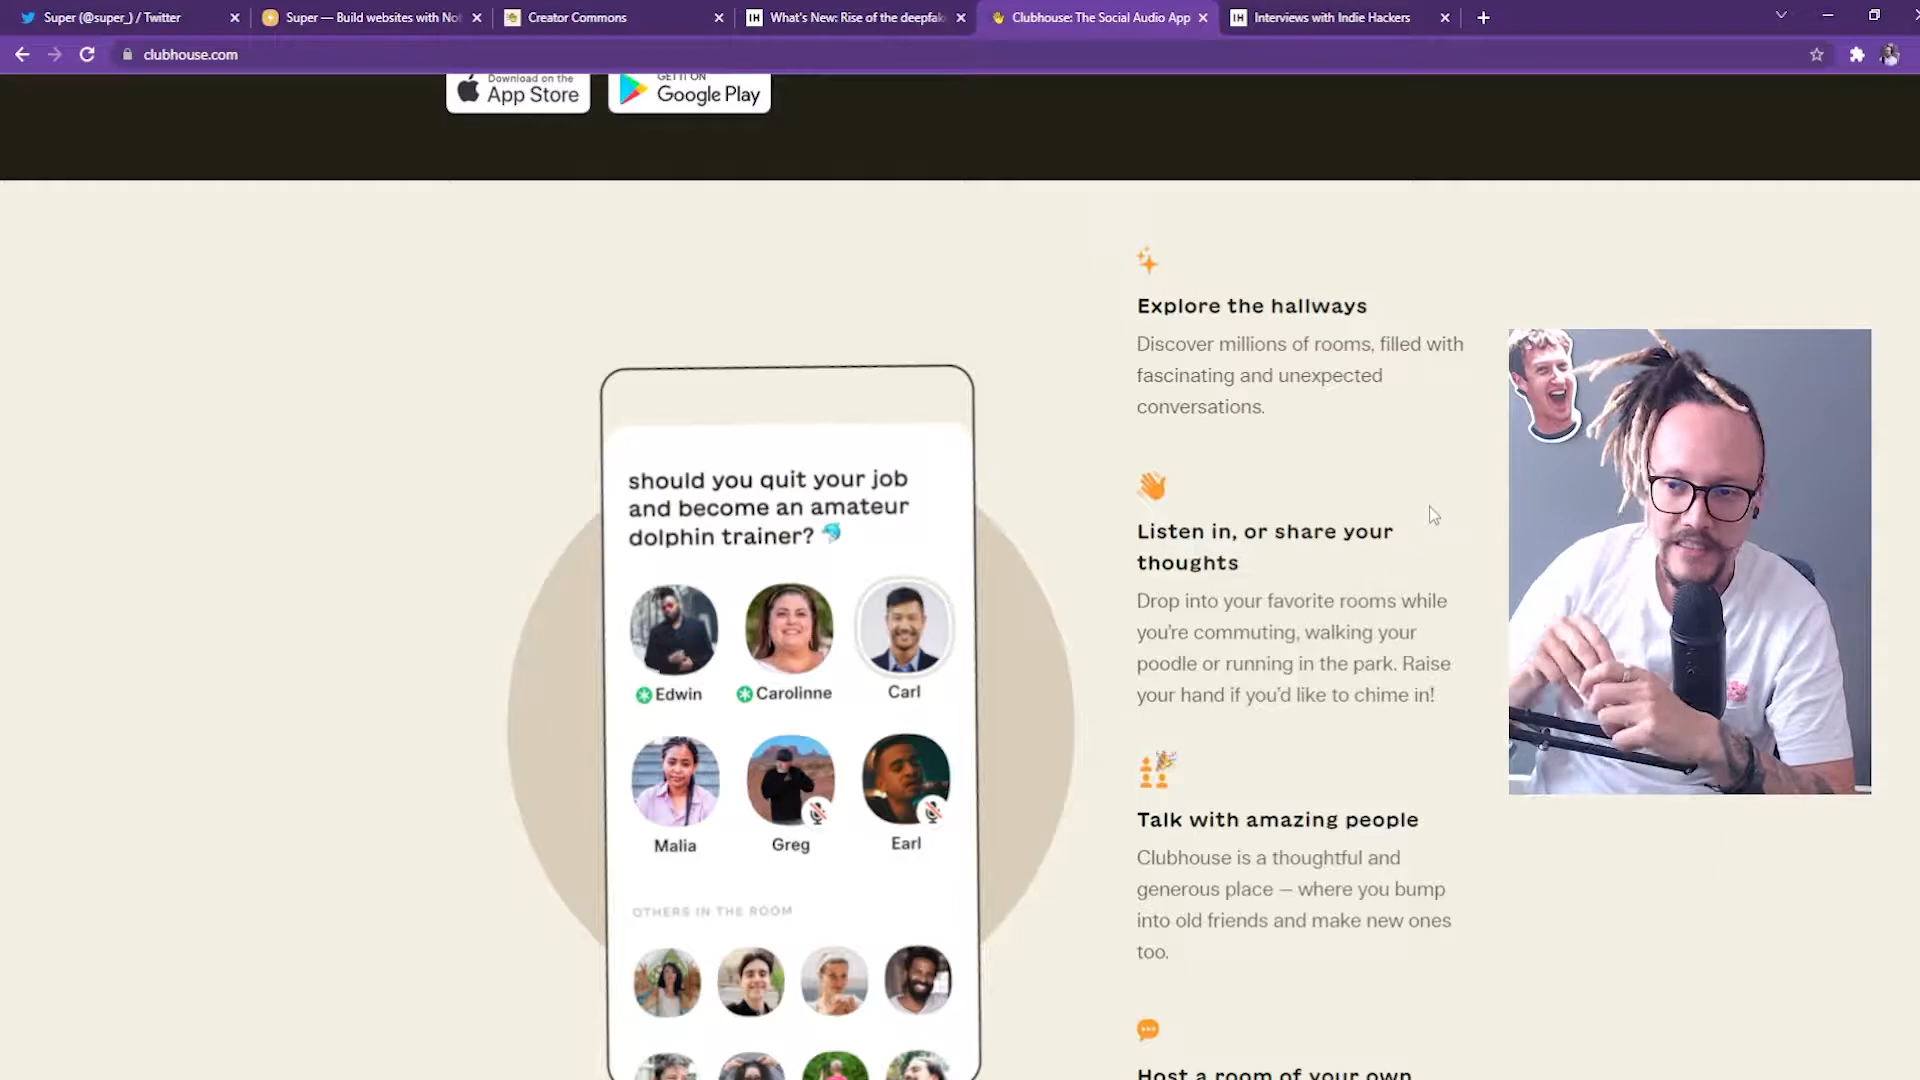 Super (@super_) / Twitter
Super — Build websites with Not
Creator Commons
What's New: Rise of the deepfak
Clubhouse: The Social Audio App
Interviews with Indie Hackers
clubhouse.com
Download on the
App Store
GET IT ON
Google Play
Explore the hallways
Discover millions of rooms, filled with
fascinating and unexpected
conversations.
should you quit your job
and become an amateur
dolphin trainer?
Edwin
Carolinne
Carl
Malia
Greg
Earl
OTHERS IN THE ROOM
Listen in, or share your
thoughts
Drop into your favorite rooms while
you're commuting, walking your
poodle or running in the park. Raise
your hand if you'd like to chime in!
Talk with amazing people
Clubhouse is a thoughtful and
generous place — where you bump
into old friends and make new ones
too.
Host a room of your own